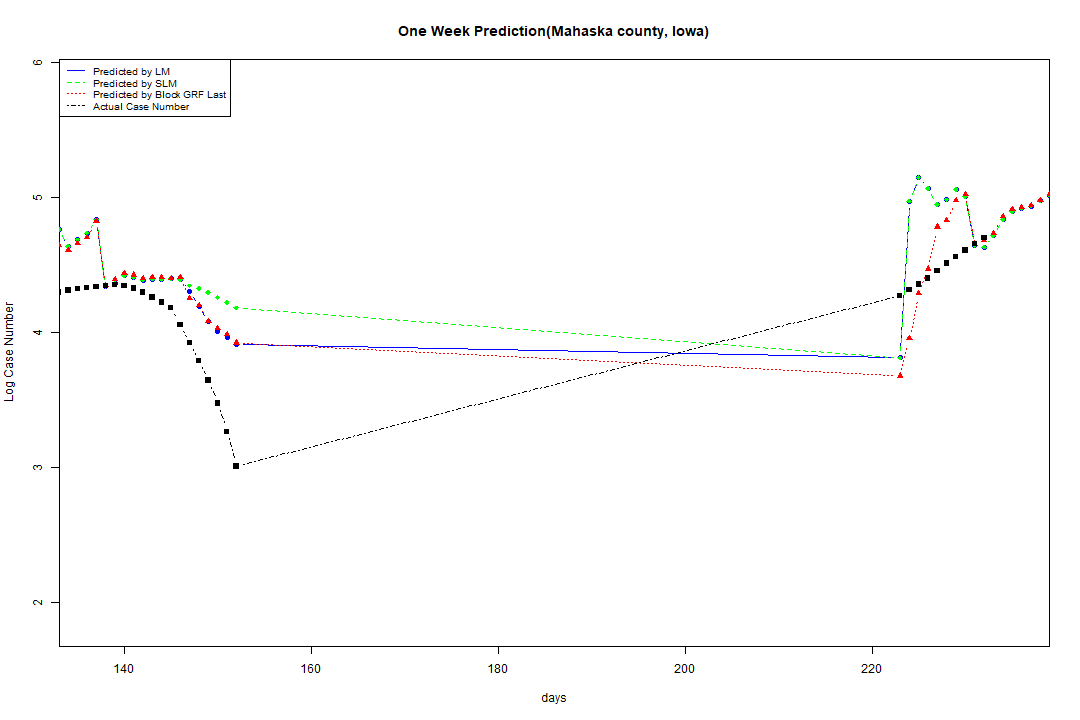 One Week Prediction(Mahaska county, Iowa)
6
5
4
3
2
Log Case Number
Predicted by LM
Predicted by SLM
Predicted by Block GRF Last
Actual Case Number
140 160 180 200 220
days